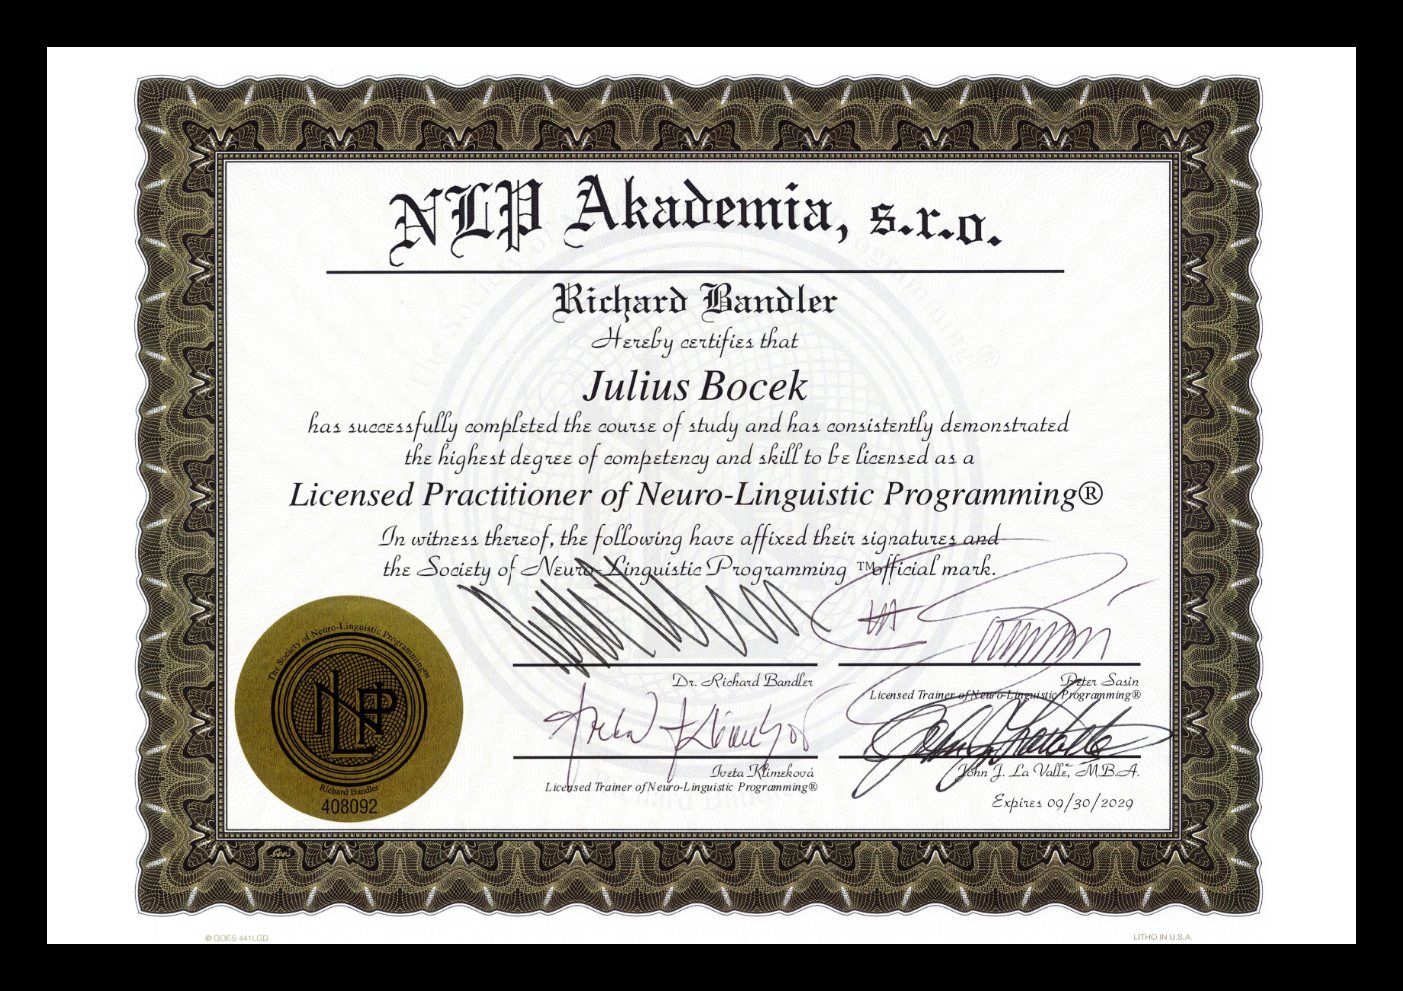 NLP Akademia, s.r.o.
Richard Bandler
Hereby certifies that
Julius Bocek
has successfully completed the course of study and has consistently demonstrated
the highest degree of competency and skill to be licensed as a
Licensed Practitioner of Neuro-Linguistic Programming®
In witness thereof, the following have affixed their signatures and
the Society of Neuro-Linguistic Programming ™official mark.
Dr. Richard Bandler
Peter Sasin
Licensed Trainer of Neuro-Linguistic Programming®
Iveta Klimeková
Licensed Trainer of Neuro-Linguistic Programming®
John J. La Valle, M.B.A.
Expires 09/30/2029
The Society of Neuro-Linguistic Programming
NLP
Richard Bandler
408092
Goes
© GOES 441LGD
LITHO IN U.S.A.